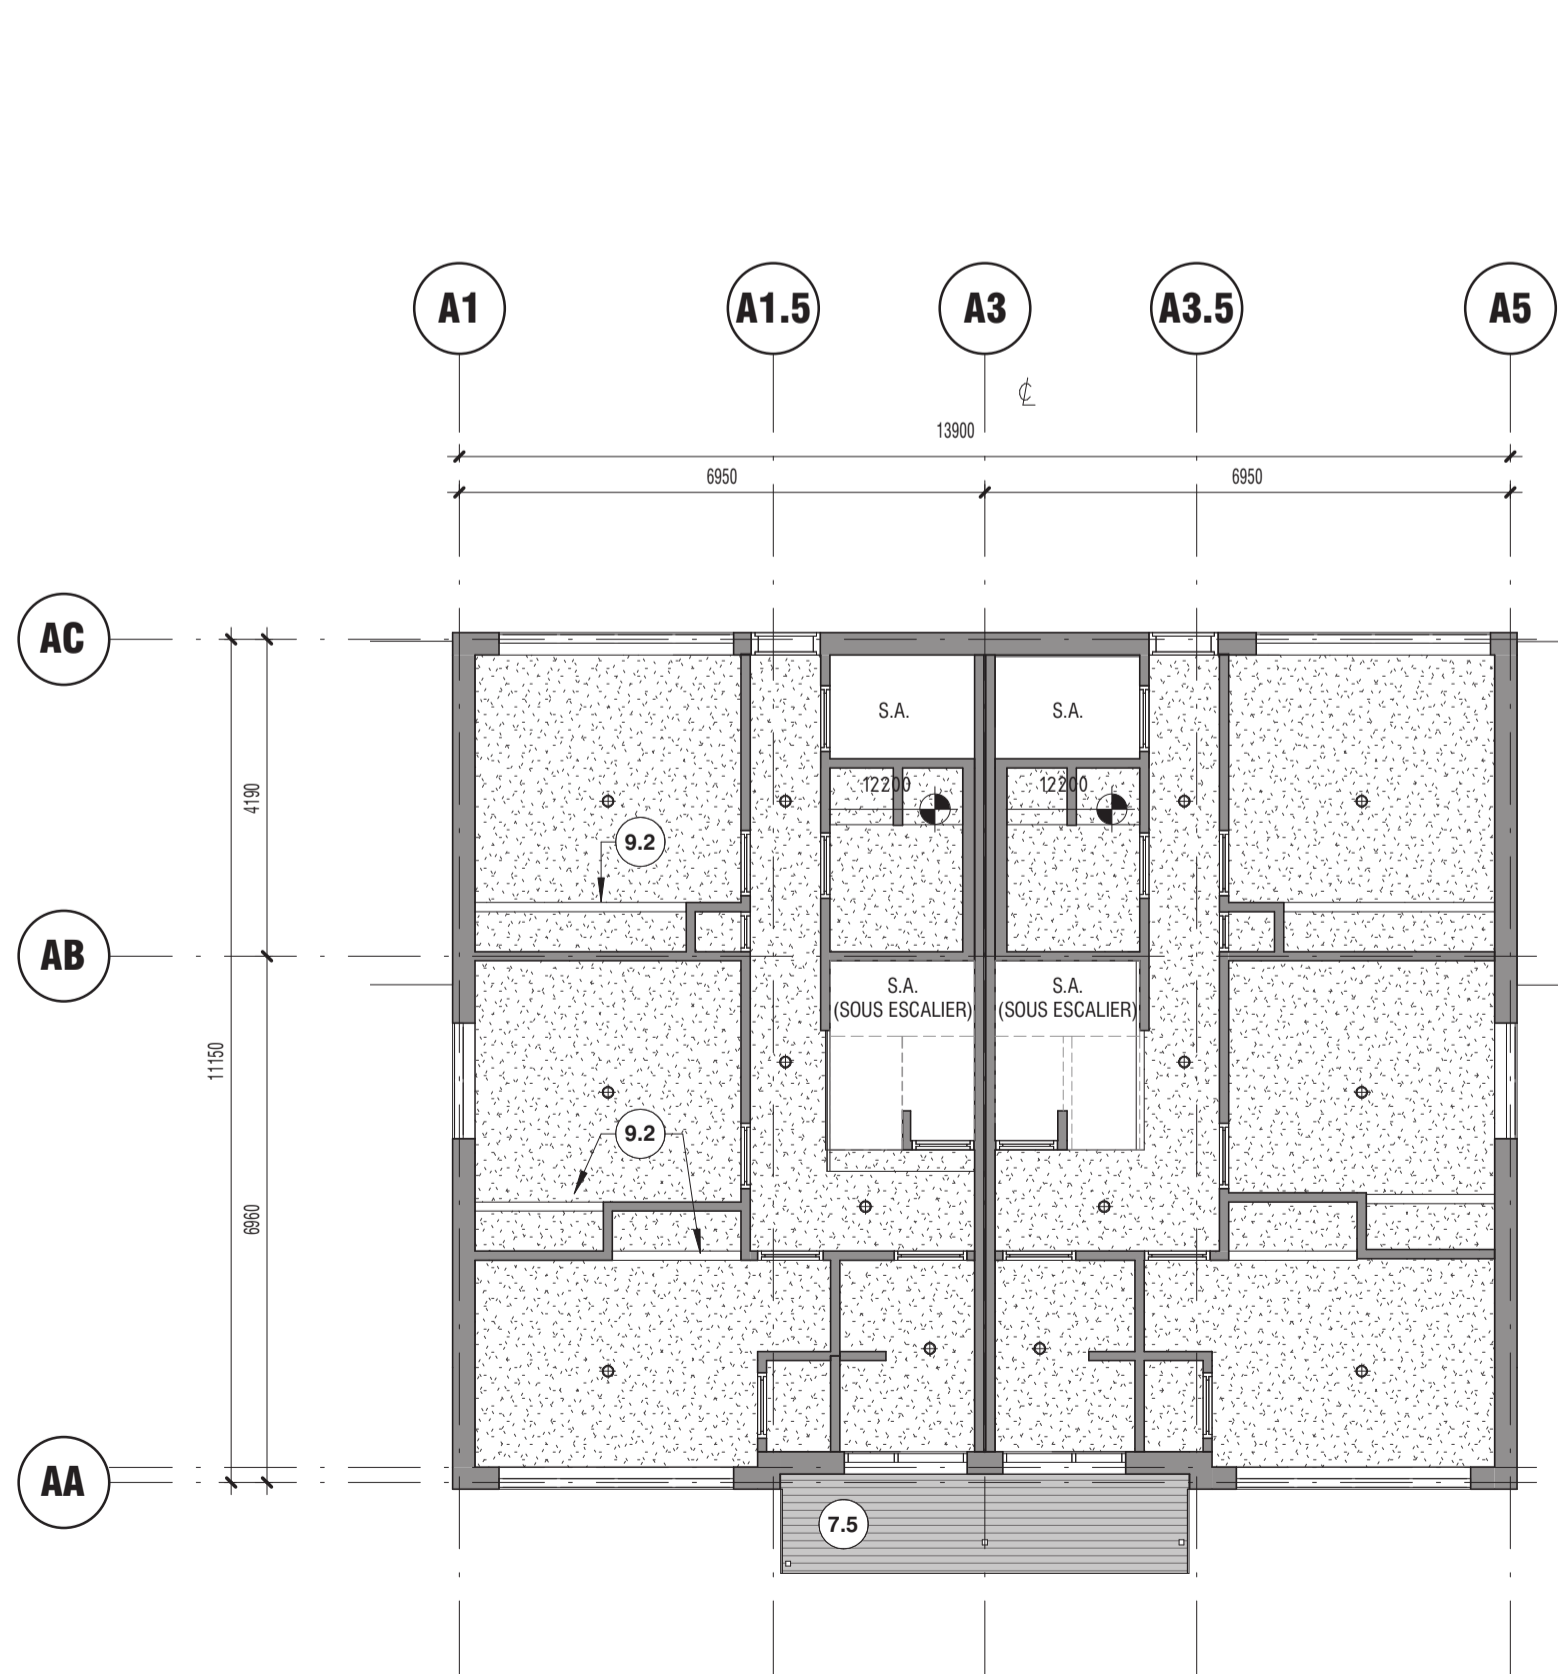 A1 A1.5 A3 A3.5 A5
℄
13900
6950 6950
AC
S.A. S.A.
12200 12200
4190
9.2
AB
S.A. S.A.
(SOUS ESCALIER) (SOUS ESCALIER)
11150
9.2
6960
AA
7.5